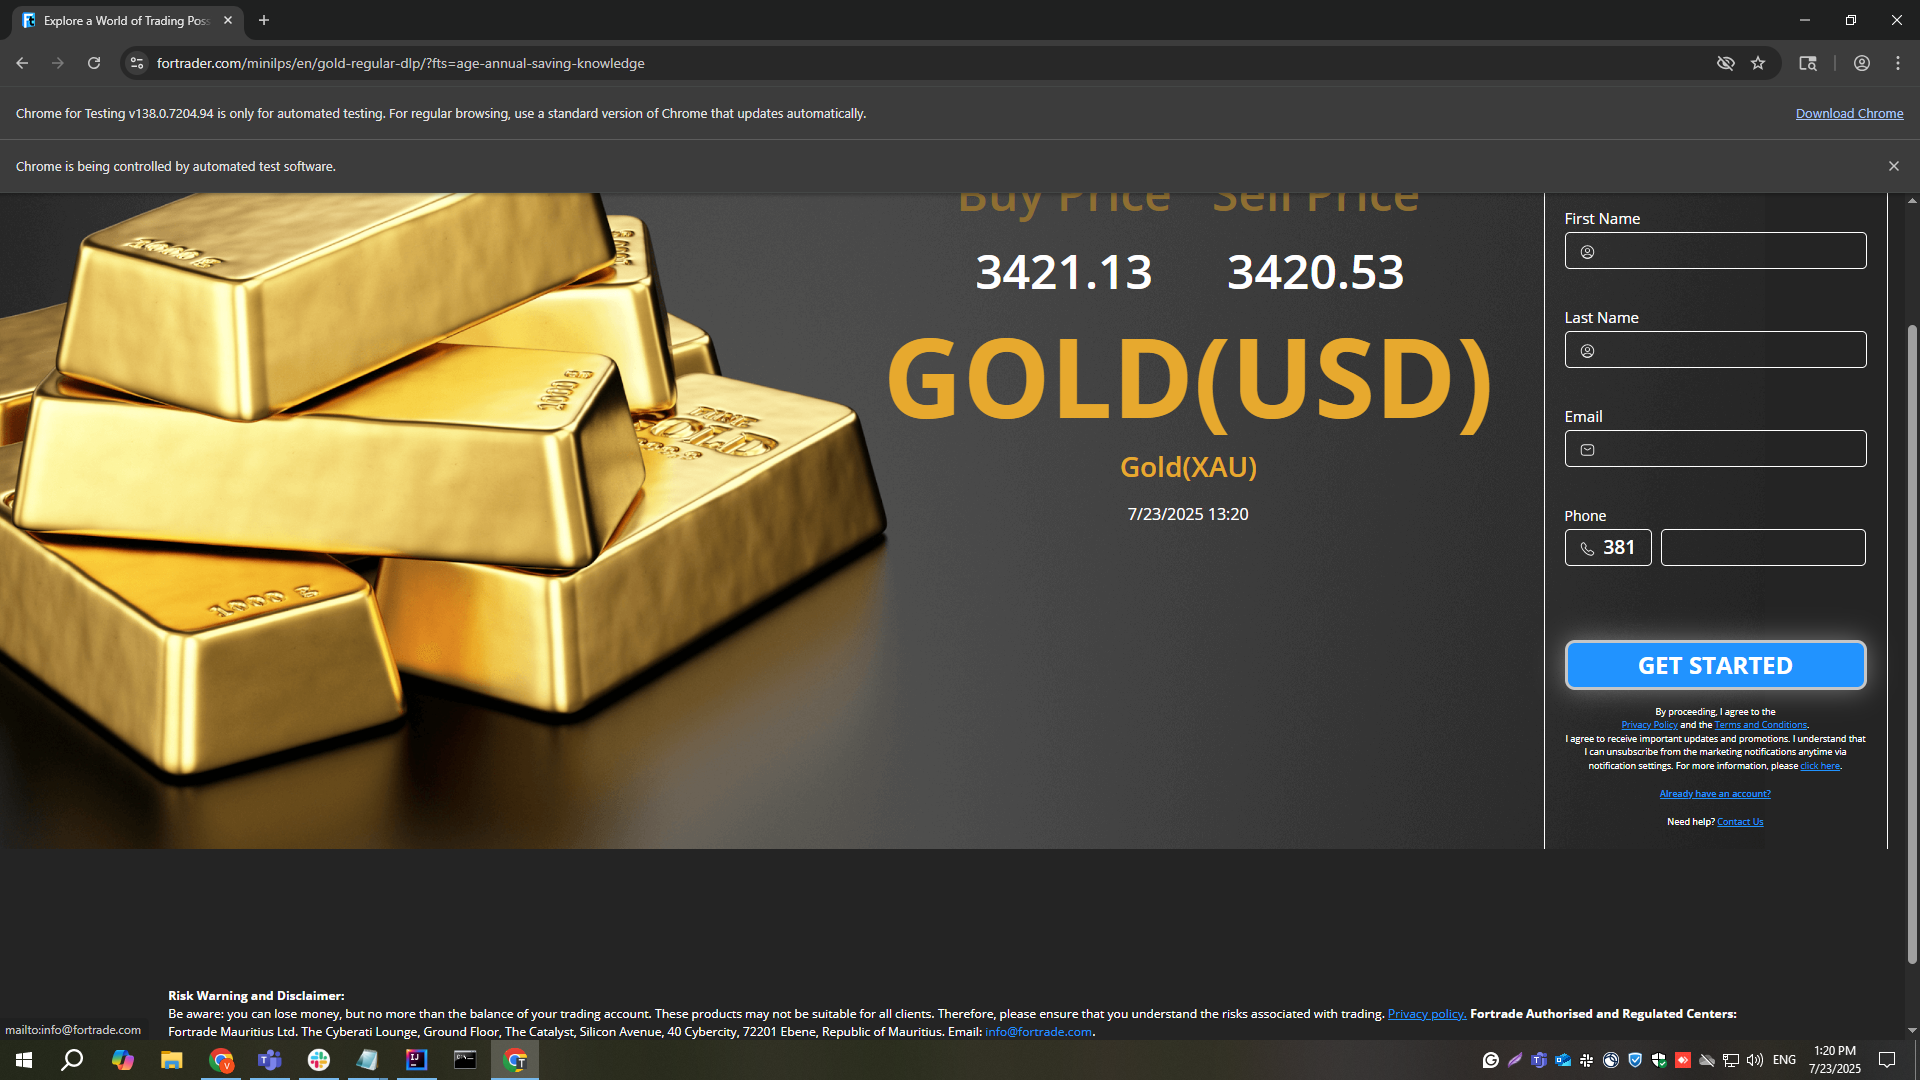 Explore a World of Trading Poss
fortrader.com/minilps/en/gold-regular-dlp/?fts=age-annual-saving-knowledge
Chrome for Testing v138.0.7204.94 is only for automated testing. For regular browsing, use a standard version of Chrome that updates automatically.
Download Chrome
Chrome is being controlled by automated test software.
Buy Price Sell Price
3421.13 3420.53
GOLD(USD)
Gold(XAU)
7/23/2025 13:20
1000 g
2000 g
FINE
GOLD
1000 g
First Name
Last Name
Email
Phone
381
GET STARTED
By proceeding, I agree to the
Privacy Policy and the Terms and Conditions.
I agree to receive important updates and promotions. I understand that
I can unsubscribe from the marketing notifications anytime via
notification settings. For more information, please click here.
Already have an account?
Need help? Contact Us
Risk Warning and Disclaimer:
Be aware: you can lose money, but no more than the balance of your trading account. These products may not be suitable for all clients. Therefore, please ensure that you understand the risks associated with trading. Privacy policy. Fortrade Authorised and Regulated Centers:
Fortrade Mauritius Ltd. The Cyberati Lounge, Ground Floor, The Catalyst, Silicon Avenue, 40 Cybercity, 72201 Ebene, Republic of Mauritius. Email: info@fortrade.com.
mailto:info@fortrade.com
ENG
1:20 PM
7/23/2025